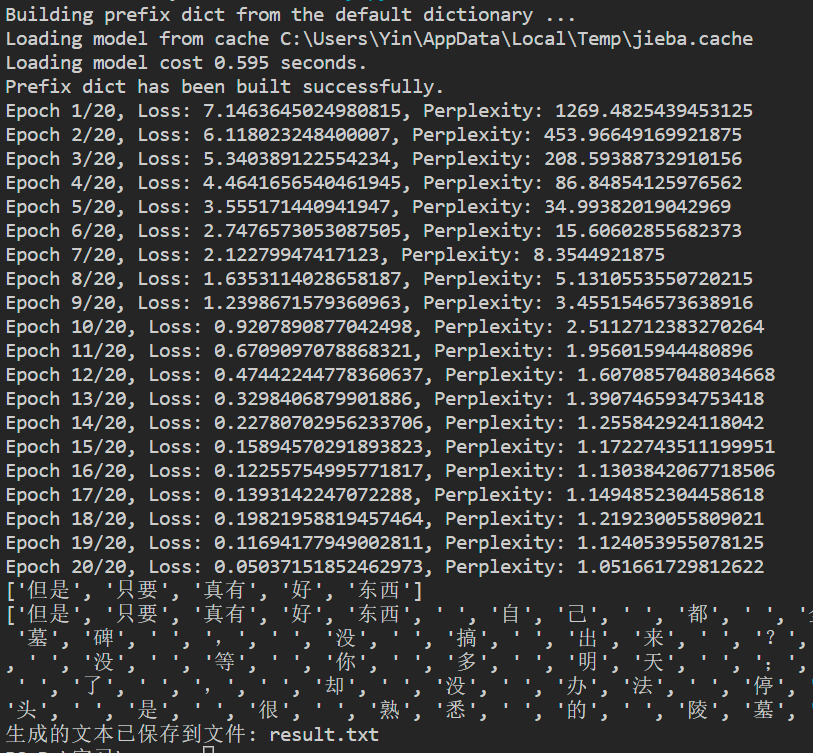 Building prefix dict from the default dictionary ...
Loading model from cache C:\Users\Yin\AppData\Local\Temp\jieba.cache
Loading model cost 0.595 seconds.
Prefix dict has been built successfully.
Epoch 1/20, Loss: 7.1463645024980815, Perplexity: 1269.4825439453125
Epoch 2/20, Loss: 6.118023248400007, Perplexity: 453.96649169921875
Epoch 3/20, Loss: 5.340389122554234, Perplexity: 208.59388732910156
Epoch 4/20, Loss: 4.4641656540461945, Perplexity: 86.84854125976562
Epoch 5/20, Loss: 3.555171440941947, Perplexity: 34.99382019042969
Epoch 6/20, Loss: 2.7476573053087505, Perplexity: 15.60602855682373
Epoch 7/20, Loss: 2.12279947417123, Perplexity: 8.3544921875
Epoch 8/20, Loss: 1.6353114028658187, Perplexity: 5.1310553550720215
Epoch 9/20, Loss: 1.2398671579360963, Perplexity: 3.4551546573638916
Epoch 10/20, Loss: 0.9207890877042498, Perplexity: 2.5112712383270264
Epoch 11/20, Loss: 0.6709097078868321, Perplexity: 1.956015944480896
Epoch 12/20, Loss: 0.47442244778360637, Perplexity: 1.6070857048034668
Epoch 13/20, Loss: 0.3298406879901886, Perplexity: 1.3907465934753418
Epoch 14/20, Loss: 0.22780702956233706, Perplexity: 1.255842924118042
Epoch 15/20, Loss: 0.15894570291893823, Perplexity: 1.1722743511199951
Epoch 16/20, Loss: 0.12255754995771817, Perplexity: 1.1303842067718506
Epoch 17/20, Loss: 0.1393142247072288, Perplexity: 1.1494852304458618
Epoch 18/20, Loss: 0.19821958819457464, Perplexity: 1.219230055809021
Epoch 19/20, Loss: 0.11694177949002811, Perplexity: 1.124053955078125
Epoch 20/20, Loss: 0.05037151852462973, Perplexity: 1.051661729812622
['但是', '只要', '真有', '好', '东西']
['但是', '只要', '真有', '好', '东西', ' ', '自', '己', ' ', '都', ' ', '
'墓', '碑', ' ', ',', ' ', '没', ' ', '搞', ' ', '出', '来', ' ', '?',
, ' ', '没', ' ', '等', ' ', '你', ' ', '多', ' ', '明', '天', ' ', ';',
' ', '了', ' ', ',', ' ', '却', ' ', '没', ' ', '办', '法', ' ', '停',
'头', ' ', '是', ' ', '很', ' ', '熟', '悉', ' ', '的', ' ', '陵', '墓',
生成的文本已保存到文件: result.txt